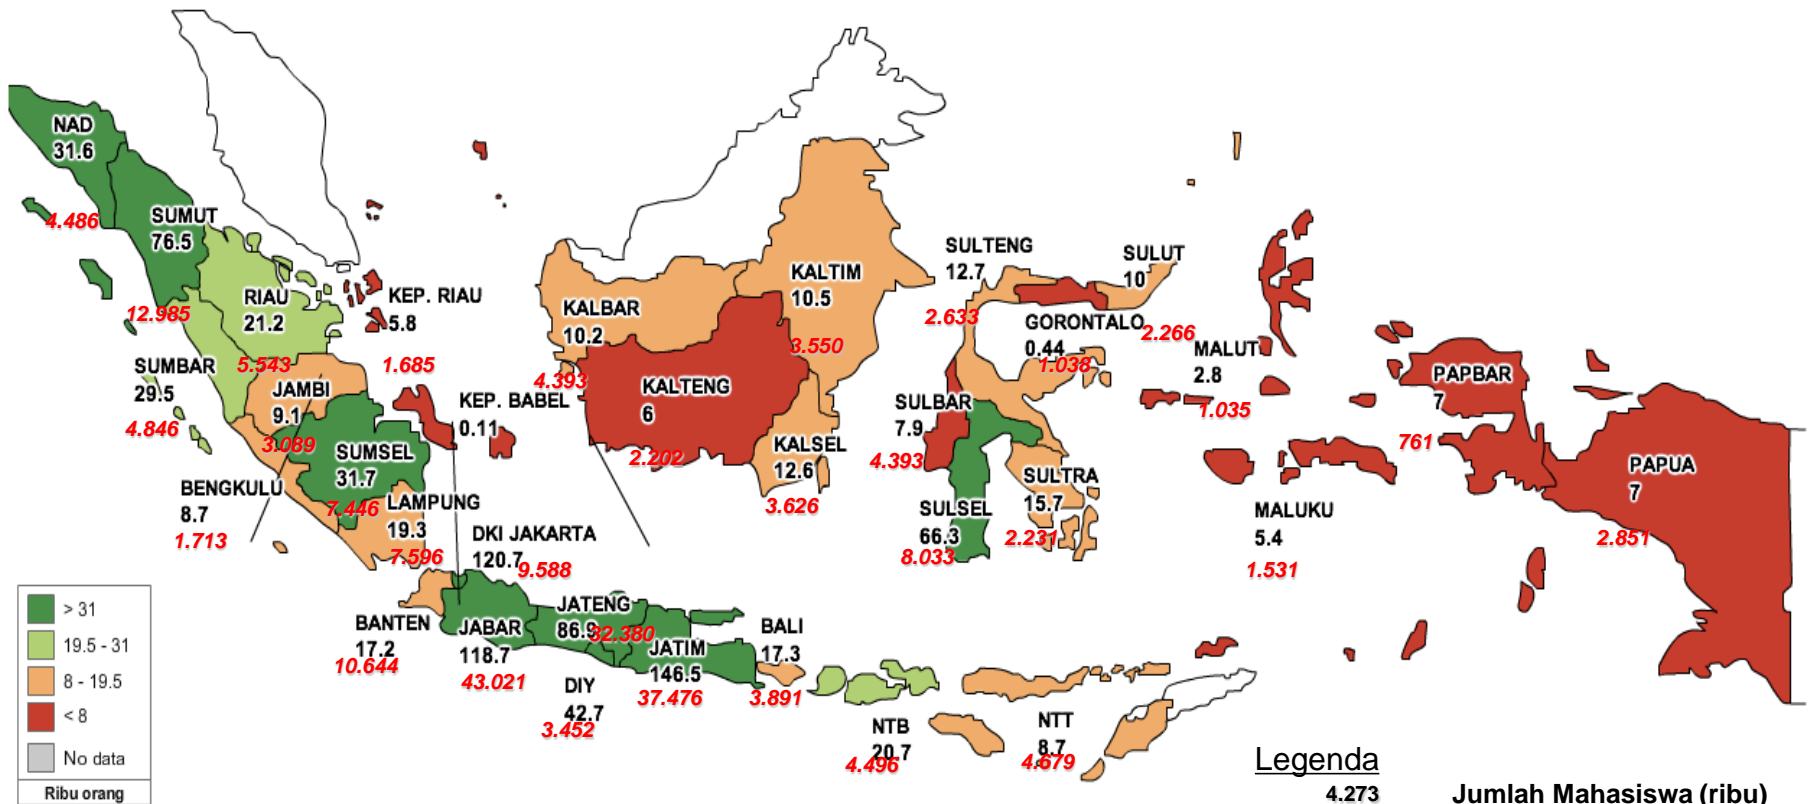 NAD
31.6
4.486
SUMUT
76.5
12.985
RIAU
21.2
5.543
KEP. RIAU
5.8
1.685
SUMBAR
29.5
4.846
JAMBI
9.1
3.089
KEP. BABEL
0.11
SUMSEL
31.7
7.446
BENGKULU
8.7
1.713
LAMPUNG
19.3
7.596
DKI JAKARTA
120.7
9.588
BANTEN
17.2
10.644
JABAR
118.7
43.021
JATENG
86.9
32.380
DIY
42.7
3.452
JATIM
146.5
37.476
BALI
17.3
3.891
NTB
20.7
4.496
NTT
8.7
4.679
KALBAR
10.2
4.393
KALTENG
6
2.202
KALTIM
10.5
3.550
KALSEL
12.6
3.626
SULTENG
12.7
2.633
SULUT
10
2.266
GORONTALO
0.44
1.038
SULBAR
7.9
4.393
SULSEL
66.3
8.033
SULTRA
15.7
2.231
MALUT
2.8
1.035
MALUKU
5.4
1.531
PAPBAR
7
761
PAPUA
7
2.851
> 31
19.5 - 31
8 - 19.5
< 8
No data
Ribu orang
Legenda
4.273 Jumlah Mahasiswa (ribu)